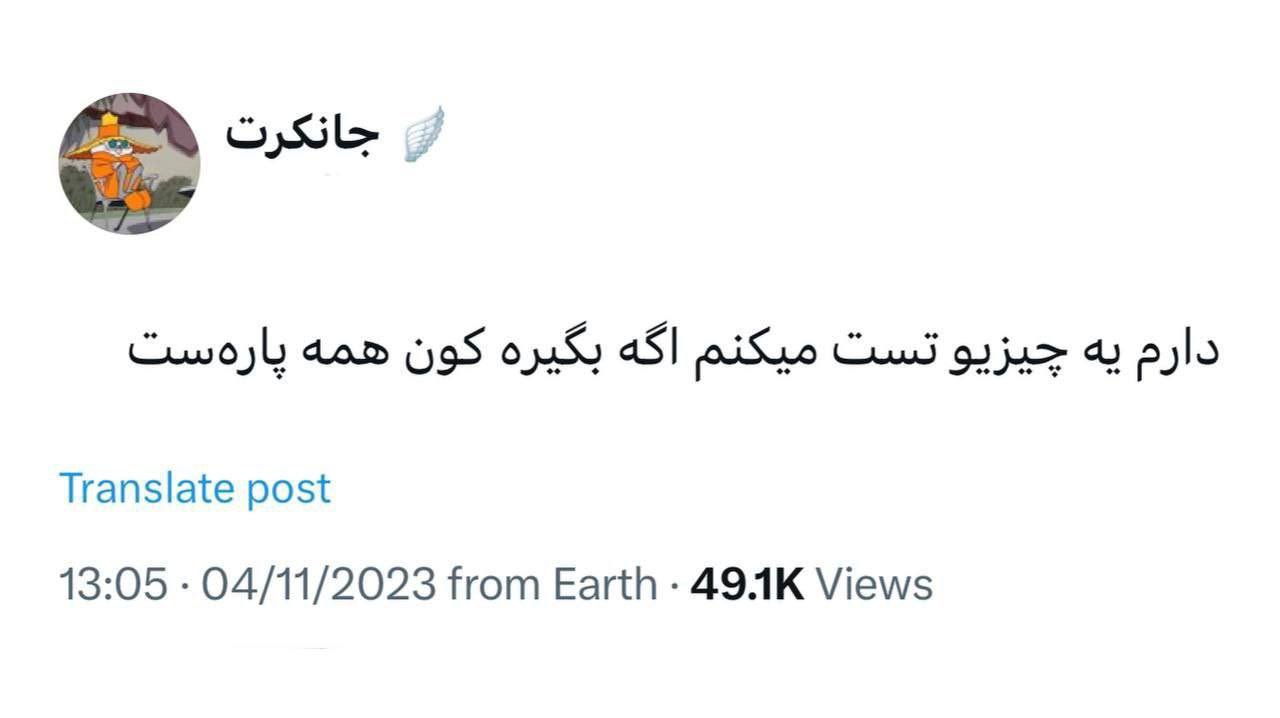 جانکرت 🪽
دارم یه چیزیو تست میکنم اگه بگیره کون همه پاره‌ست
Translate post
13:05 · 04/11/2023 from Earth · 49.1K Views